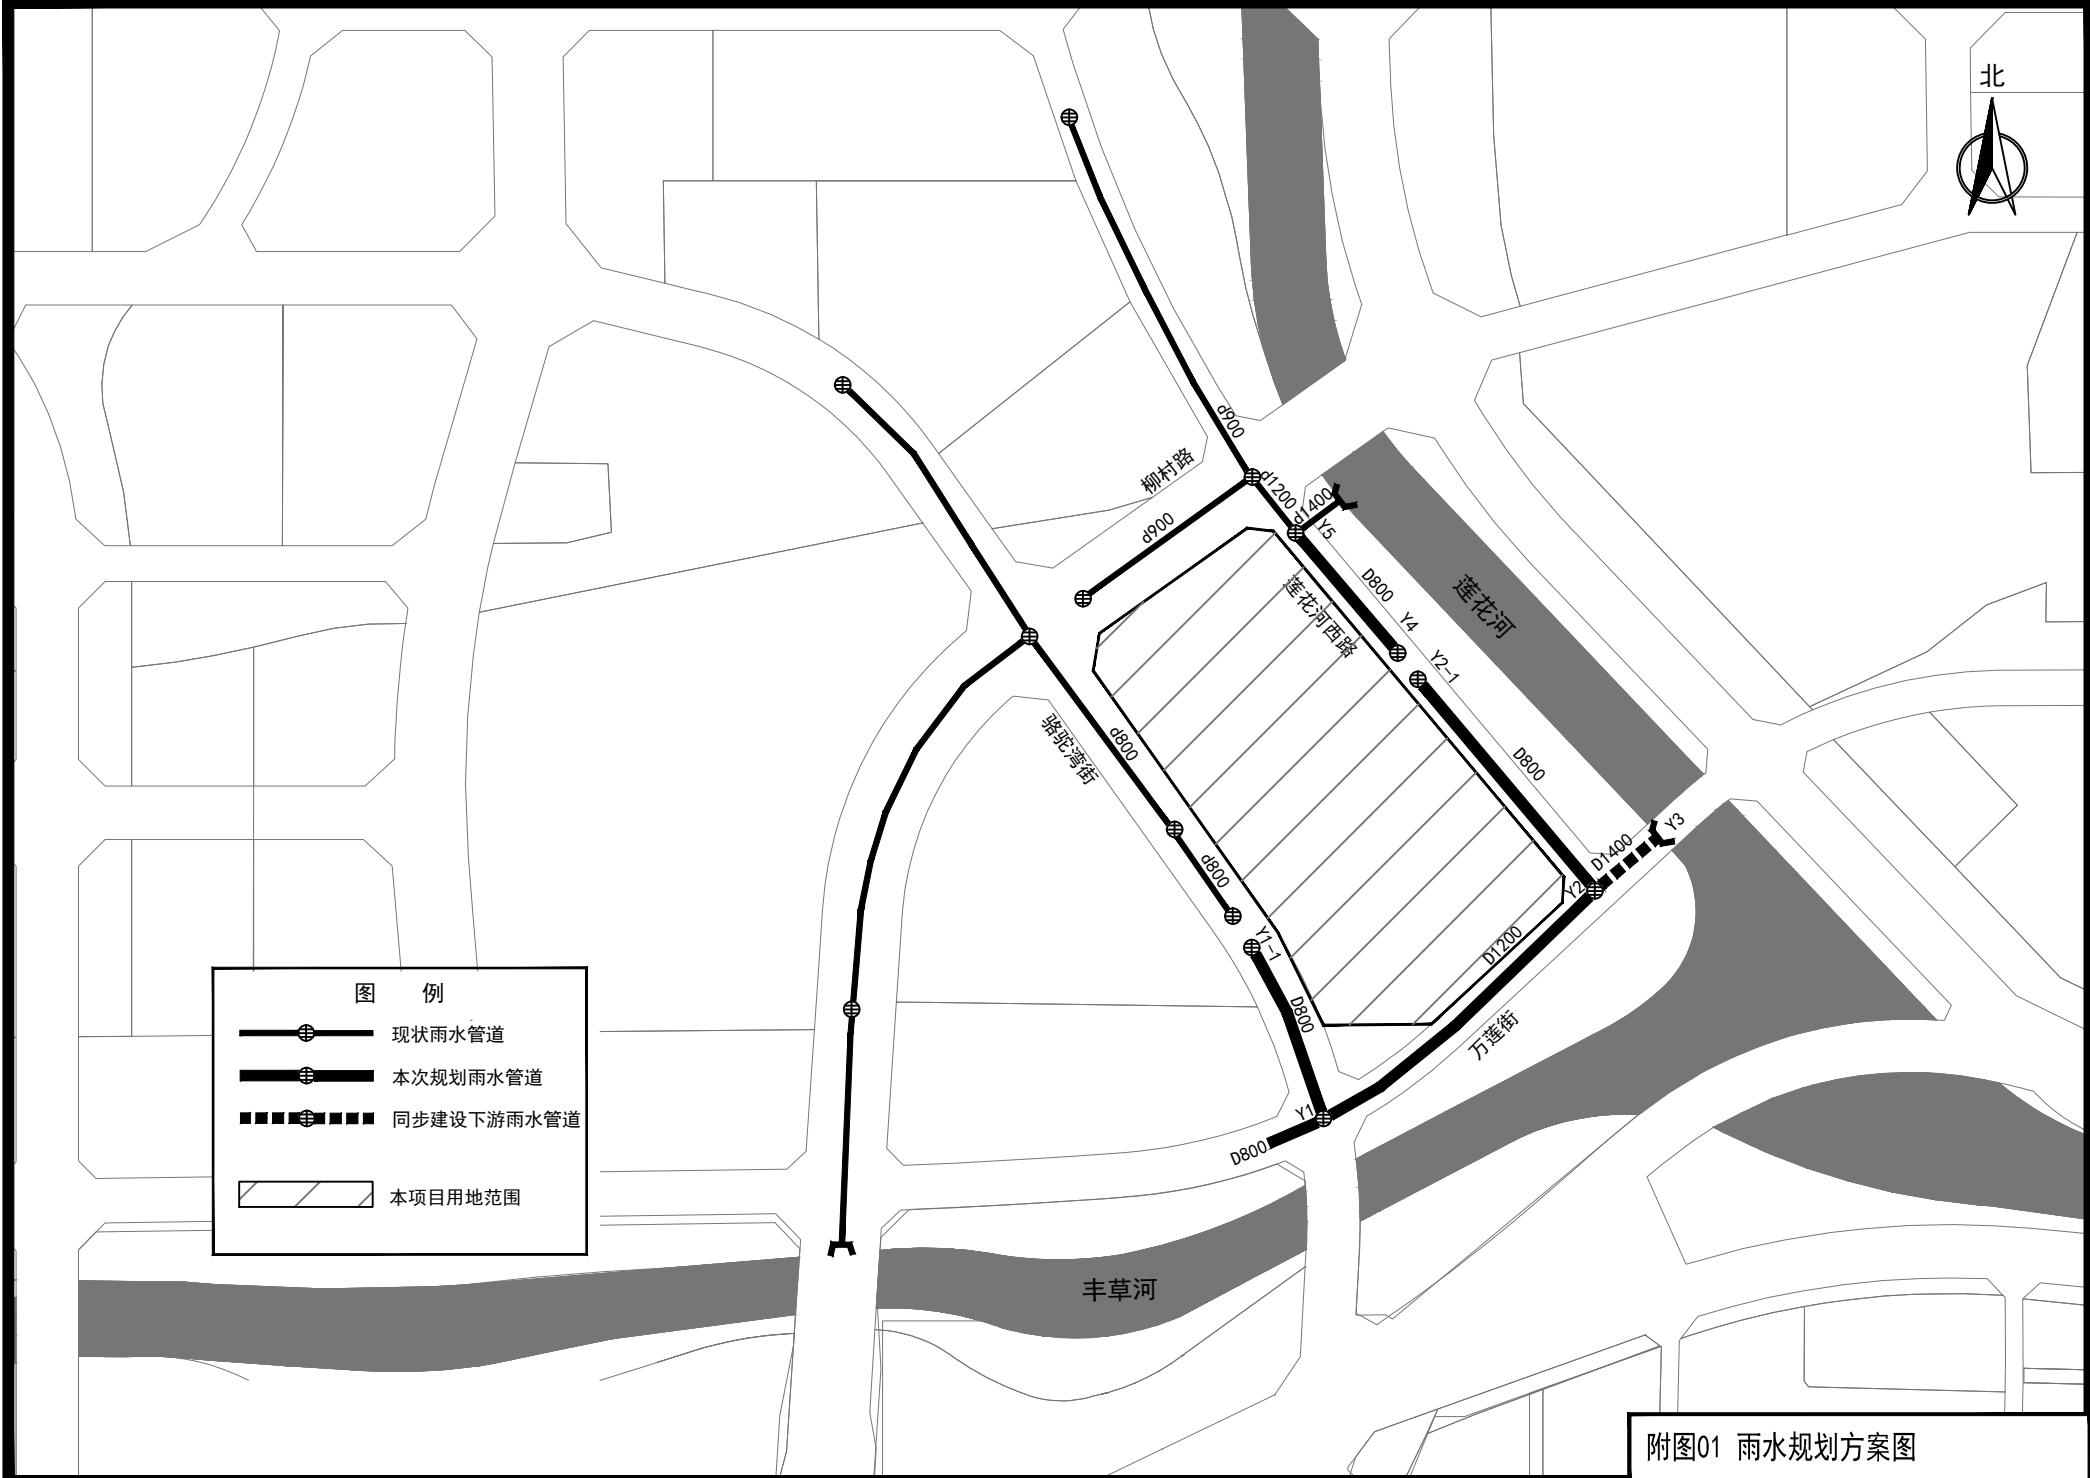 北
d900
柳村路
d1200
d1400
Y5
d900
D800
莲花河
莲花河西路
Y4
Y2-1
骆驼湾街
d800
D800
Y3
D1400
d800
Y2
Y1-1
D1200
D800
万莲街
Y1
D800
丰草河
图 例
现状雨水管道
本次规划雨水管道
同步建设下游雨水管道
本项目用地范围
附图01 雨水规划方案图